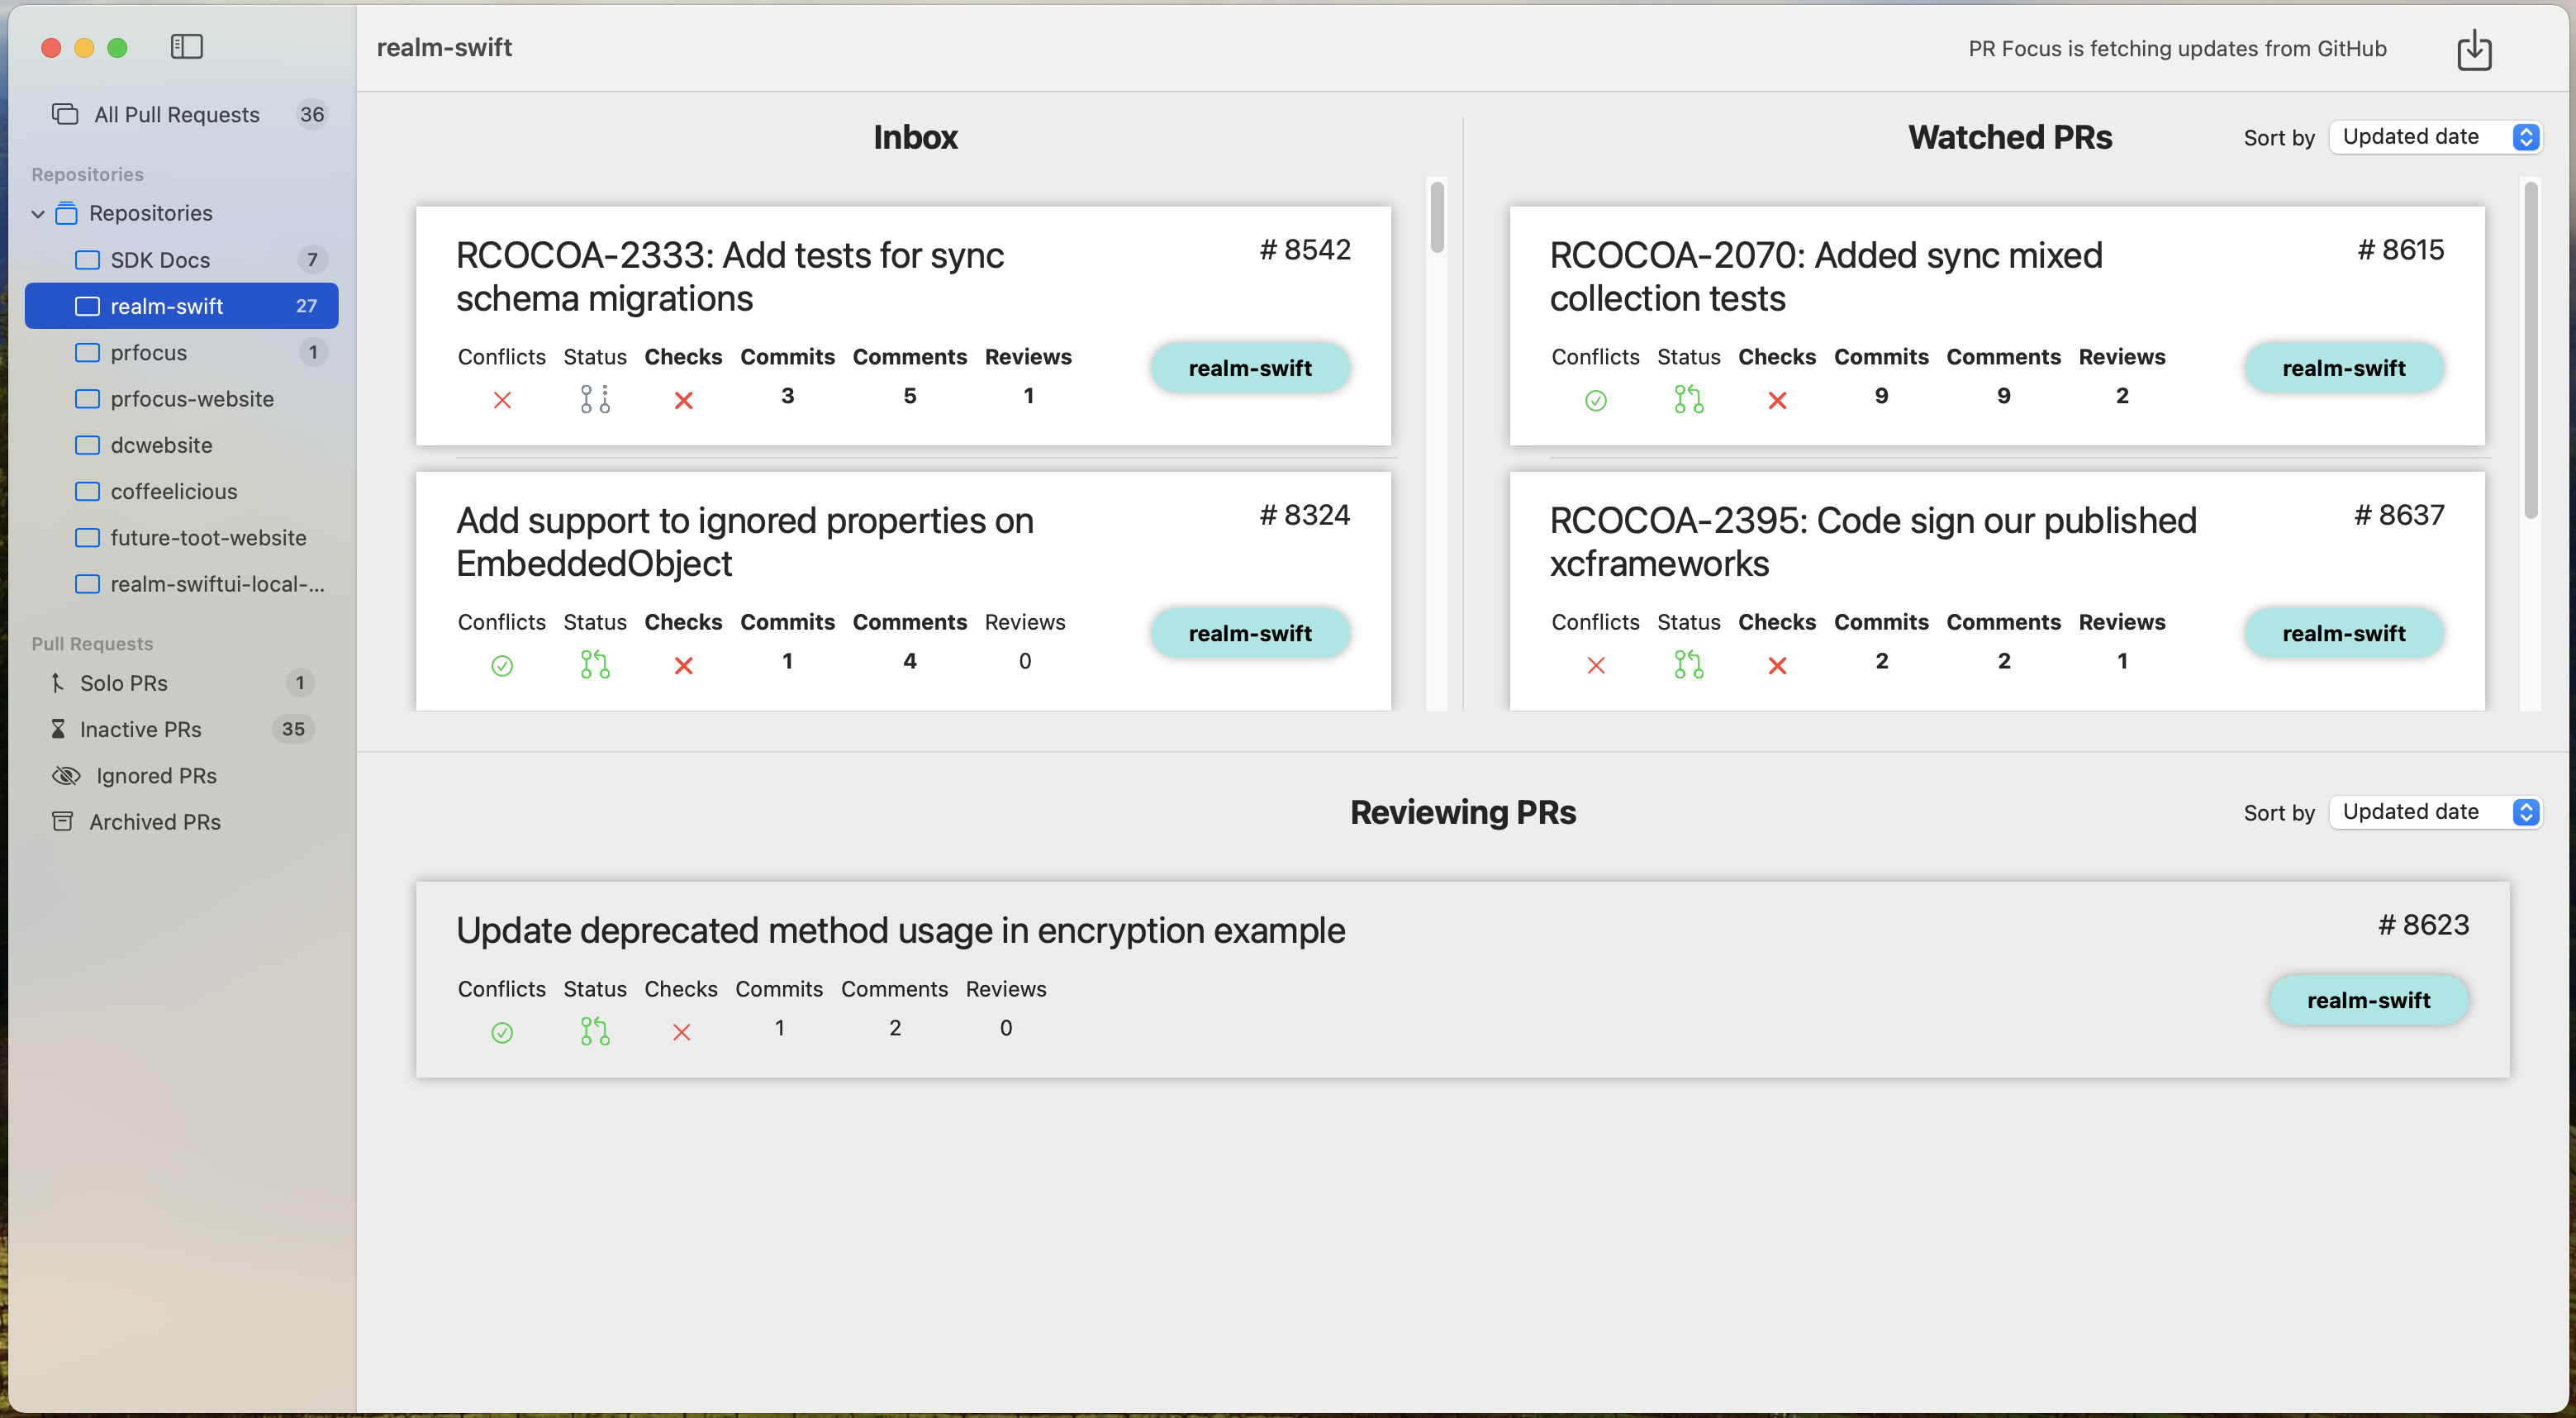 realm-swift
PR Focus is fetching updates from GitHub
All Pull Requests 36
Repositories
Repositories
SDK Docs 7
realm-swift 27
prfocus 1
prfocus-website
dcwebsite
coffeelicious
future-toot-website
realm-swiftui-local-...
Pull Requests
Solo PRs 1
Inactive PRs 35
Ignored PRs
Archived PRs
Inbox
RCOCOA-2333: Add tests for sync
schema migrations
# 8542
Conflicts Status Checks Commits Comments Reviews
3 5 1
realm-swift
Add support to ignored properties on
EmbeddedObject
# 8324
Conflicts Status Checks Commits Comments Reviews
1 4 0
realm-swift
Watched PRs
Sort by Updated date
RCOCOA-2070: Added sync mixed
collection tests
# 8615
Conflicts Status Checks Commits Comments Reviews
9 9 2
realm-swift
RCOCOA-2395: Code sign our published
xcframeworks
# 8637
Conflicts Status Checks Commits Comments Reviews
2 2 1
realm-swift
Reviewing PRs
Sort by Updated date
Update deprecated method usage in encryption example
# 8623
Conflicts Status Checks Commits Comments Reviews
1 2 0
realm-swift